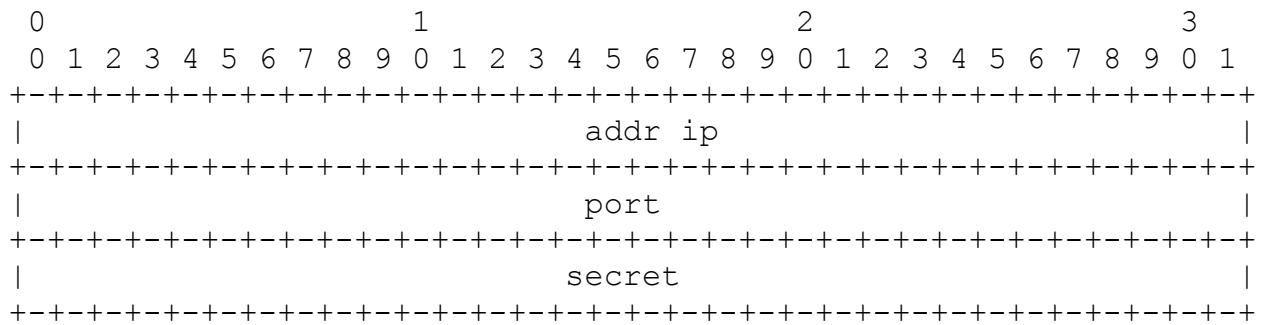 0                   1                   2                   3
0 1 2 3 4 5 6 7 8 9 0 1 2 3 4 5 6 7 8 9 0 1 2 3 4 5 6 7 8 9 0 1
+-+-+-+-+-+-+-+-+-+-+-+-+-+-+-+-+-+-+-+-+-+-+-+-+-+-+-+-+-+-+-+-+
|                             addr ip                           |
+-+-+-+-+-+-+-+-+-+-+-+-+-+-+-+-+-+-+-+-+-+-+-+-+-+-+-+-+-+-+-+-+
|                             port                              |
+-+-+-+-+-+-+-+-+-+-+-+-+-+-+-+-+-+-+-+-+-+-+-+-+-+-+-+-+-+-+-+-+
|                            secret                             |
+-+-+-+-+-+-+-+-+-+-+-+-+-+-+-+-+-+-+-+-+-+-+-+-+-+-+-+-+-+-+-+-+